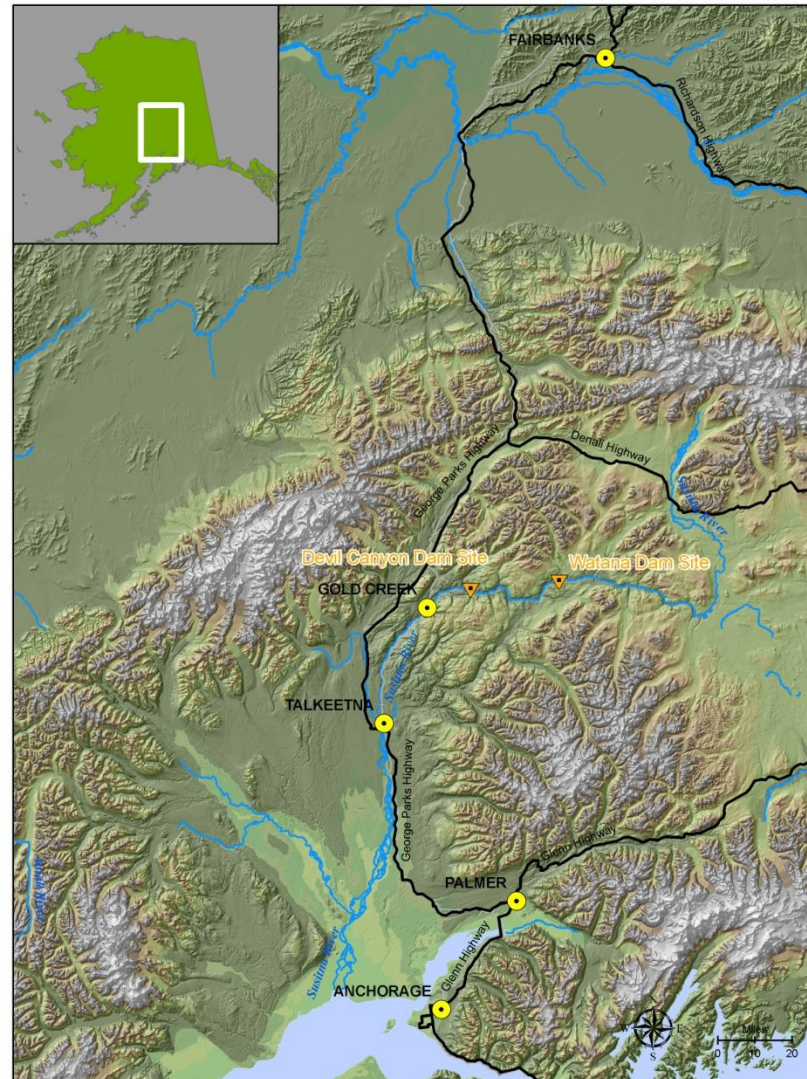 FAIRBANKS
Richardson Highway
George Parks Highway
Denali Highway
Susitna River
Devil Canyon Dam Site
Watana Dam Site
GOLD CREEK
Susitna River
TALKEETNA
George Parks Highway
Glenn Highway
PALMER
Susitna River
Glenn Highway
ANCHORAGE
W
E
S
Miles
0 5 10 20